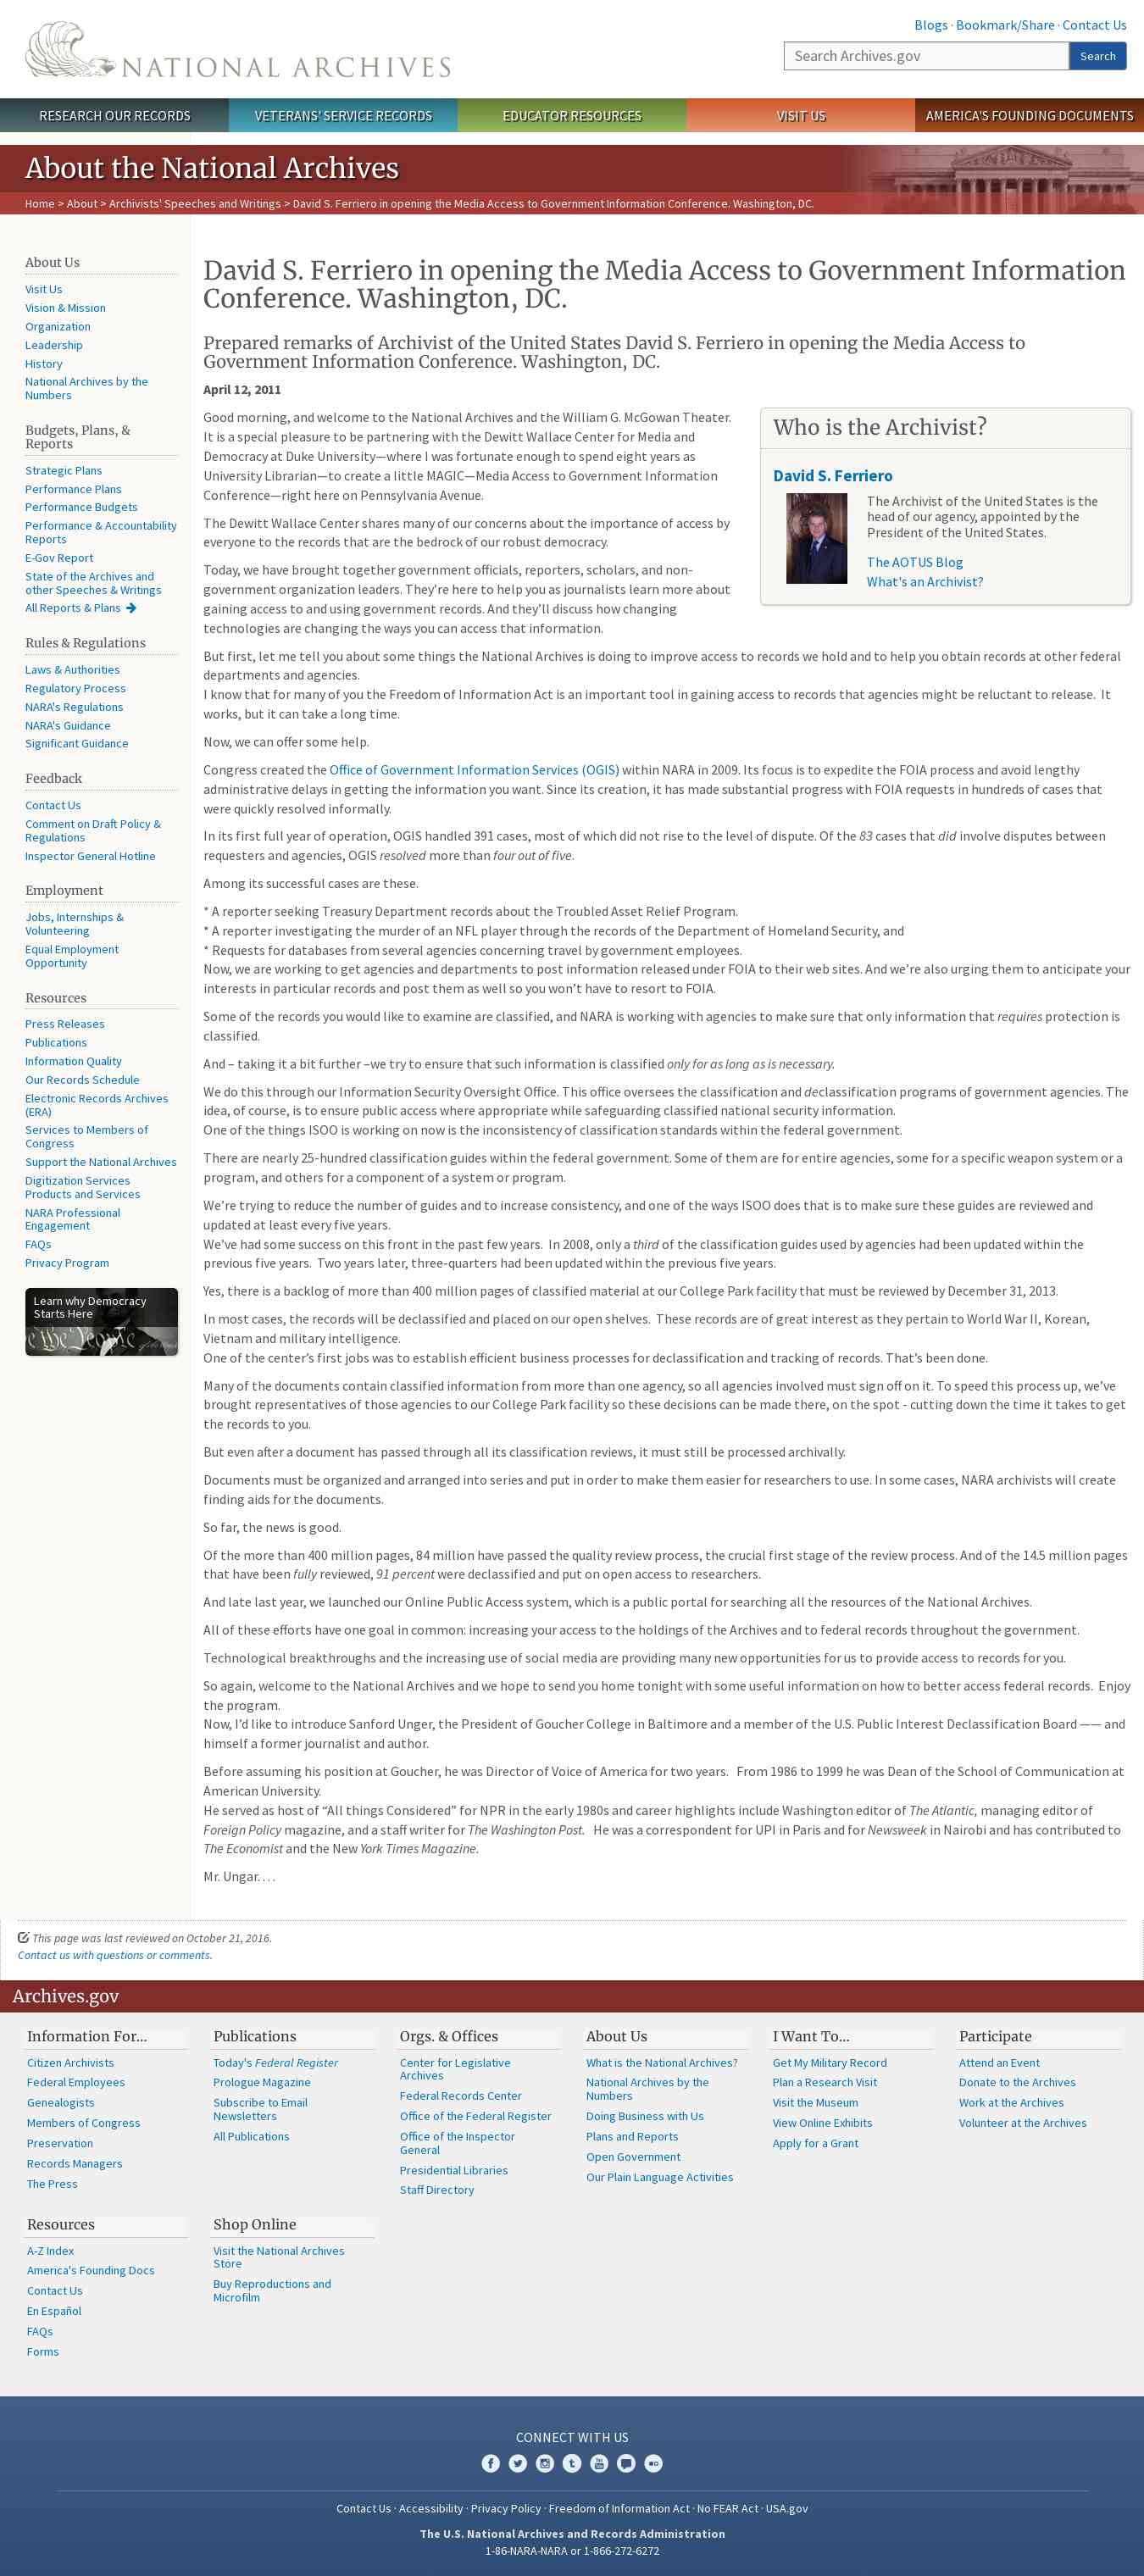 Blogs · Bookmark/Share · Contact Us
NATIONAL ARCHIVES
Search Archives.gov
Search
RESEARCH OUR RECORDS
VETERANS' SERVICE RECORDS
EDUCATOR RESOURCES
VISIT US
AMERICA'S FOUNDING DOCUMENTS
About the National Archives
Home > About > Archivists' Speeches and Writings > David S. Ferriero in opening the Media Access to Government Information Conference. Washington, DC.
About Us
Visit Us
Vision & Mission
Organization
Leadership
History
National Archives by the
Numbers
Budgets, Plans, &
Reports
Strategic Plans
Performance Plans
Performance Budgets
Performance & Accountability
Reports
E-Gov Report
State of the Archives and
other Speeches & Writings
All Reports & Plans
Rules & Regulations
Laws & Authorities
Regulatory Process
NARA's Regulations
NARA's Guidance
Significant Guidance
Feedback
Contact Us
Comment on Draft Policy &
Regulations
Inspector General Hotline
Employment
Jobs, Internships &
Volunteering
Equal Employment
Opportunity
Resources
Press Releases
Publications
Information Quality
Our Records Schedule
Electronic Records Archives
(ERA)
Services to Members of
Congress
Support the National Archives
Digitization Services
Products and Services
NARA Professional
Engagement
FAQs
Privacy Program
Learn why Democracy
Starts Here
David S. Ferriero in opening the Media Access to Government Information
Conference. Washington, DC.
Prepared remarks of Archivist of the United States David S. Ferriero in opening the Media Access to
Government Information Conference. Washington, DC.
April 12, 2011
Who is the Archivist?
David S. Ferriero
The Archivist of the United States is the
head of our agency, appointed by the
President of the United States.
The AOTUS Blog
What's an Archivist?
Good morning, and welcome to the National Archives and the William G. McGowan Theater.
It is a special pleasure to be partnering with the Dewitt Wallace Center for Media and
Democracy at Duke University—where I was fortunate enough to spend eight years as
University Librarian—to create a little MAGIC—Media Access to Government Information
Conference—right here on Pennsylvania Avenue.
The Dewitt Wallace Center shares many of our concerns about the importance of access by
everyone to the records that are the bedrock of our robust democracy.
Today, we have brought together government officials, reporters, scholars, and non-
government organization leaders. They're here to help you as journalists learn more about
gaining access to and using government records. And they'll discuss how changing
technologies are changing the ways you can access that information.
But first, let me tell you about some things the National Archives is doing to improve access to records we hold and to help you obtain records at other federal
departments and agencies.
I know that for many of you the Freedom of Information Act is an important tool in gaining access to records that agencies might be reluctant to release. It
works, but it can take a long time.
Now, we can offer some help.
Congress created the Office of Government Information Services (OGIS) within NARA in 2009. Its focus is to expedite the FOIA process and avoid lengthy
administrative delays in getting the information you want. Since its creation, it has made substantial progress with FOIA requests in hundreds of cases that
were quickly resolved informally.
In its first full year of operation, OGIS handled 391 cases, most of which did not rise to the level of dispute. Of the 83 cases that did involve disputes between
requesters and agencies, OGIS resolved more than four out of five.
Among its successful cases are these.
* A reporter seeking Treasury Department records about the Troubled Asset Relief Program.
* A reporter investigating the murder of an NFL player through the records of the Department of Homeland Security, and
* Requests for databases from several agencies concerning travel by government employees.
Now, we are working to get agencies and departments to post information released under FOIA to their web sites. And we're also urging them to anticipate your
interests in particular records and post them as well so you won't have to resort to FOIA.
Some of the records you would like to examine are classified, and NARA is working with agencies to make sure that only information that requires protection is
classified.
And – taking it a bit further –we try to ensure that such information is classified only for as long as is necessary.
We do this through our Information Security Oversight Office. This office oversees the classification and declassification programs of government agencies. The
idea, of course, is to ensure public access where appropriate while safeguarding classified national security information.
One of the things ISOO is working on now is the inconsistency of classification standards within the federal government.
There are nearly 25-hundred classification guides within the federal government. Some of them are for entire agencies, some for a specific weapon system or a
program, and others for a component of a system or program.
We're trying to reduce the number of guides and to increase consistency, and one of the ways ISOO does that is to make sure these guides are reviewed and
updated at least every five years.
We've had some success on this front in the past few years. In 2008, only a third of the classification guides used by agencies had been updated within the
previous five years. Two years later, three-quarters had been updated within the previous five years.
Yes, there is a backlog of more than 400 million pages of classified material at our College Park facility that must be reviewed by December 31, 2013.
In most cases, the records will be declassified and placed on our open shelves. These records are of great interest as they pertain to World War II, Korean,
Vietnam and military intelligence.
One of the center's first jobs was to establish efficient business processes for declassification and tracking of records. That's been done.
Many of the documents contain classified information from more than one agency, so all agencies involved must sign off on it. To speed this process up, we've
brought representatives of those agencies to our College Park facility so these decisions can be made there, on the spot - cutting down the time it takes to get
the records to you.
But even after a document has passed through all its classification reviews, it must still be processed archivally.
Documents must be organized and arranged into series and put in order to make them easier for researchers to use. In some cases, NARA archivists will create
finding aids for the documents.
So far, the news is good.
Of the more than 400 million pages, 84 million have passed the quality review process, the crucial first stage of the review process. And of the 14.5 million pages
that have been fully reviewed, 91 percent were declassified and put on open access to researchers.
And late last year, we launched our Online Public Access system, which is a public portal for searching all the resources of the National Archives.
All of these efforts have one goal in common: increasing your access to the holdings of the Archives and to federal records throughout the government.
Technological breakthroughs and the increasing use of social media are providing many new opportunities for us to provide access to records for you.
So again, welcome to the National Archives and we hope to send you home tonight with some useful information on how to better access federal records. Enjoy
the program.
Now, I'd like to introduce Sanford Unger, the President of Goucher College in Baltimore and a member of the U.S. Public Interest Declassification Board —— and
himself a former journalist and author.
Before assuming his position at Goucher, he was Director of Voice of America for two years. From 1986 to 1999 he was Dean of the School of Communication at
American University.
He served as host of "All things Considered" for NPR in the early 1980s and career highlights include Washington editor of The Atlantic, managing editor of
Foreign Policy magazine, and a staff writer for The Washington Post. He was a correspondent for UPI in Paris and for Newsweek in Nairobi and has contributed to
The Economist and the New York Times Magazine.
Mr. Ungar. . . .
This page was last reviewed on October 21, 2016.
Contact us with questions or comments.
Archives.gov
Information For…
Citizen Archivists
Federal Employees
Genealogists
Members of Congress
Preservation
Records Managers
The Press
Publications
Today's Federal Register
Prologue Magazine
Subscribe to Email
Newsletters
All Publications
Orgs. & Offices
Center for Legislative
Archives
Federal Records Center
Office of the Federal Register
Office of the Inspector
General
Presidential Libraries
Staff Directory
About Us
What is the National Archives?
National Archives by the
Numbers
Doing Business with Us
Plans and Reports
Open Government
Our Plain Language Activities
I Want To…
Get My Military Record
Plan a Research Visit
Visit the Museum
View Online Exhibits
Apply for a Grant
Participate
Attend an Event
Donate to the Archives
Work at the Archives
Volunteer at the Archives
Resources
A-Z Index
America's Founding Docs
Contact Us
En Español
FAQs
Forms
Shop Online
Visit the National Archives
Store
Buy Reproductions and
Microfilm
CONNECT WITH US
Contact Us · Accessibility · Privacy Policy · Freedom of Information Act · No FEAR Act · USA.gov
The U.S. National Archives and Records Administration
1-86-NARA-NARA or 1-866-272-6272